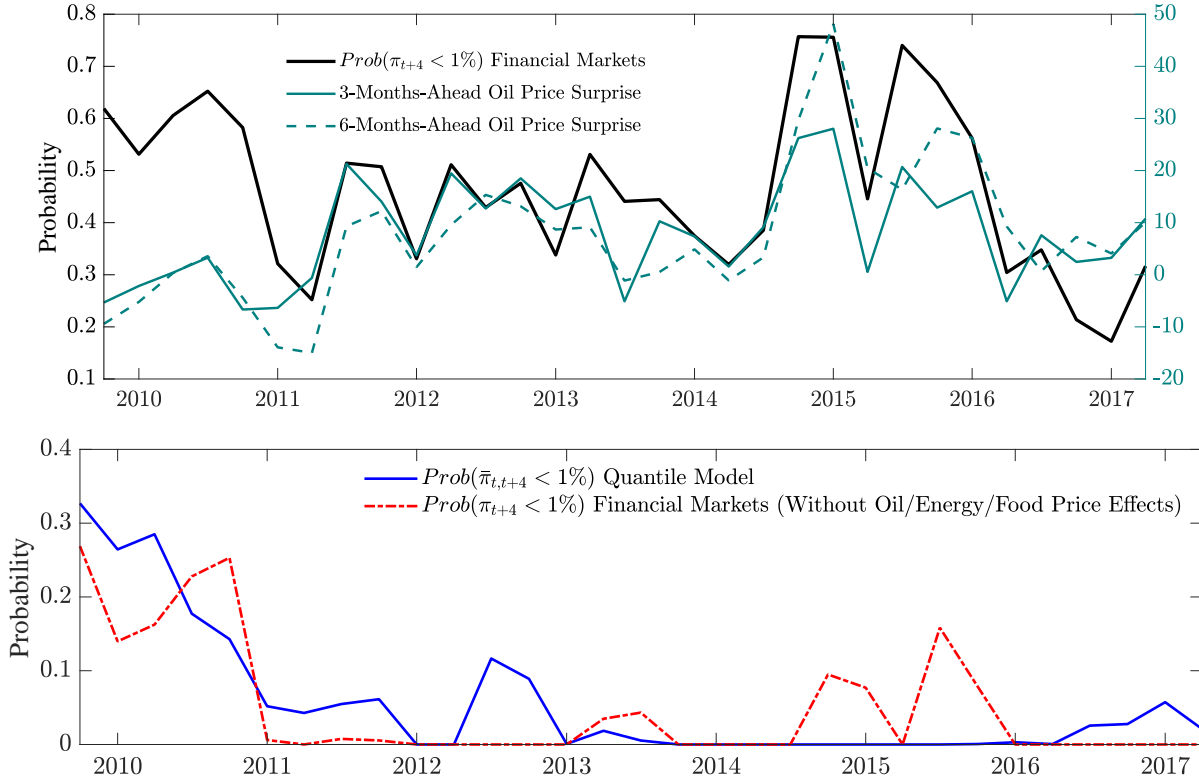 0.8
0.7
0.6
0.5
0.4
0.3
0.2
0.1
Probability
Prob(π_{t+4} < 1%) Financial Markets
3-Months-Ahead Oil Price Surprise
6-Months-Ahead Oil Price Surprise
50
40
30
20
10
0
-10
-20
2010 2011 2012 2013 2014 2015 2016 2017
0.4
0.3
0.2
0.1
0
Probability
Prob(π̄_{t,t+4} < 1%) Quantile Model
Prob(π_{t+4} < 1%) Financial Markets (Without Oil/Energy/Food Price Effects)
2010 2011 2012 2013 2014 2015 2016 2017